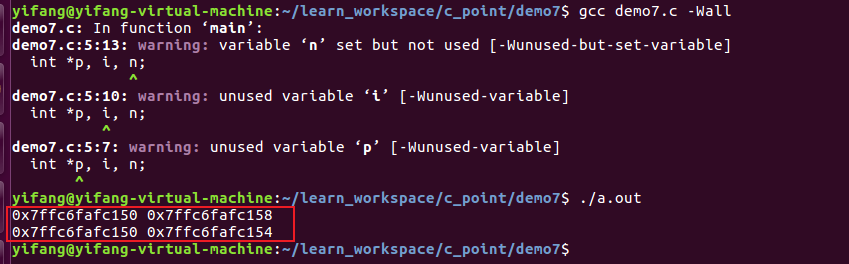 yifang@yifang-virtual-machine:~/learn_workspace/c_point/demo7$ gcc demo7.c -Wall
demo7.c: In function ‘main’:
demo7.c:5:13: warning: variable ‘n’ set but not used [-Wunused-but-set-variable]
  int *p, i, n;
             ^
demo7.c:5:10: warning: unused variable ‘i’ [-Wunused-variable]
  int *p, i, n;
          ^
demo7.c:5:7: warning: unused variable ‘p’ [-Wunused-variable]
  int *p, i, n;
       ^
yifang@yifang-virtual-machine:~/learn_workspace/c_point/demo7$ ./a.out
0x7ffc6fafc150 0x7ffc6fafc158
0x7ffc6fafc150 0x7ffc6fafc154
yifang@yifang-virtual-machine:~/learn_workspace/c_point/demo7$